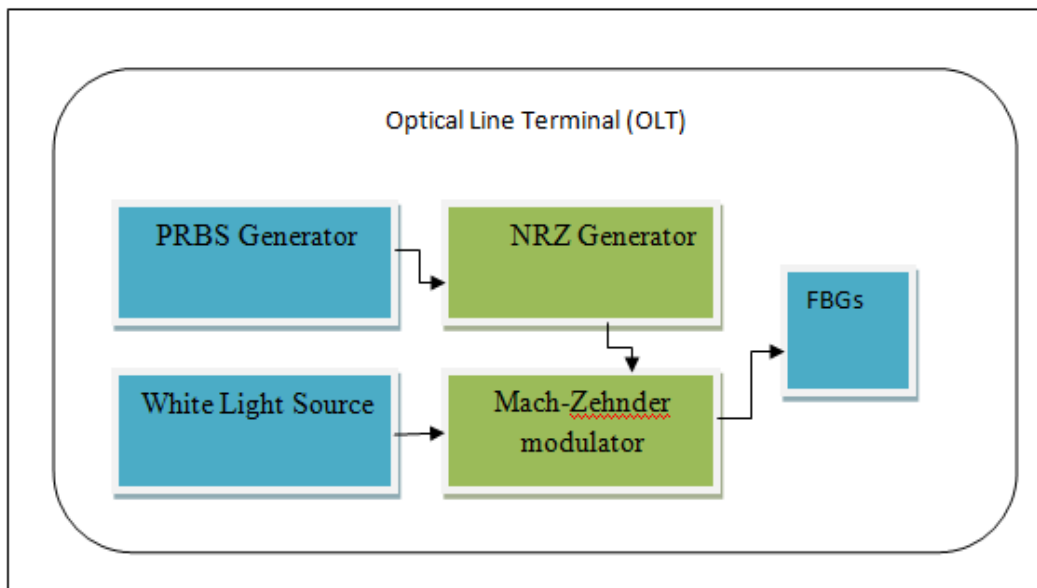 Optical Line Terminal (OLT)
PRBS Generator
NRZ Generator
FBGs
White Light Source
Mach-Zehnder
modulator